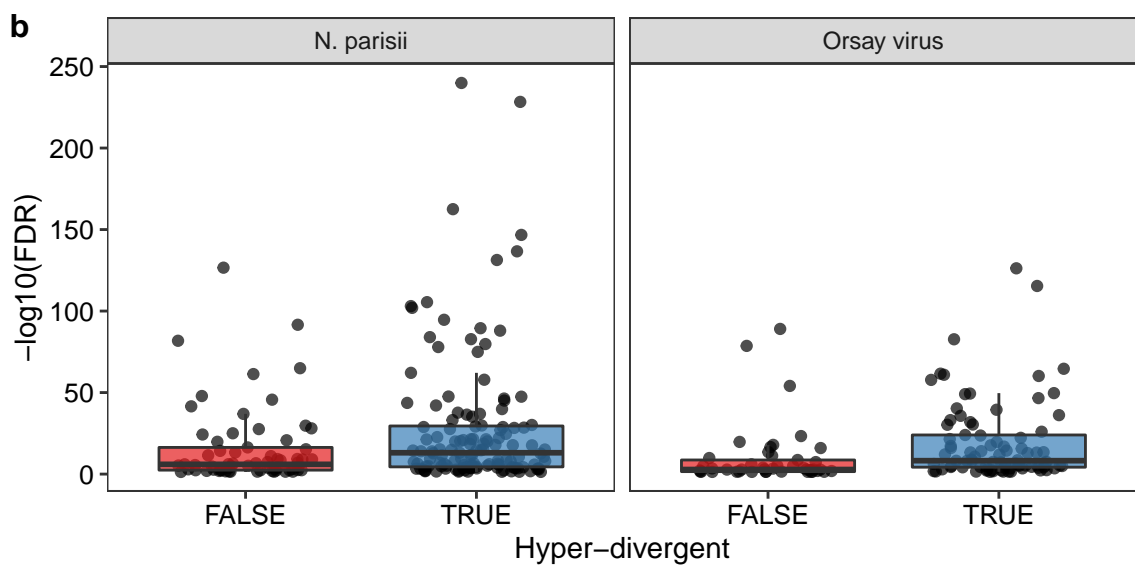 b
N. parisii
Orsay virus
250
200
150
100
50
0
−log10(FDR)
FALSE
TRUE
FALSE
TRUE
Hyper−divergent